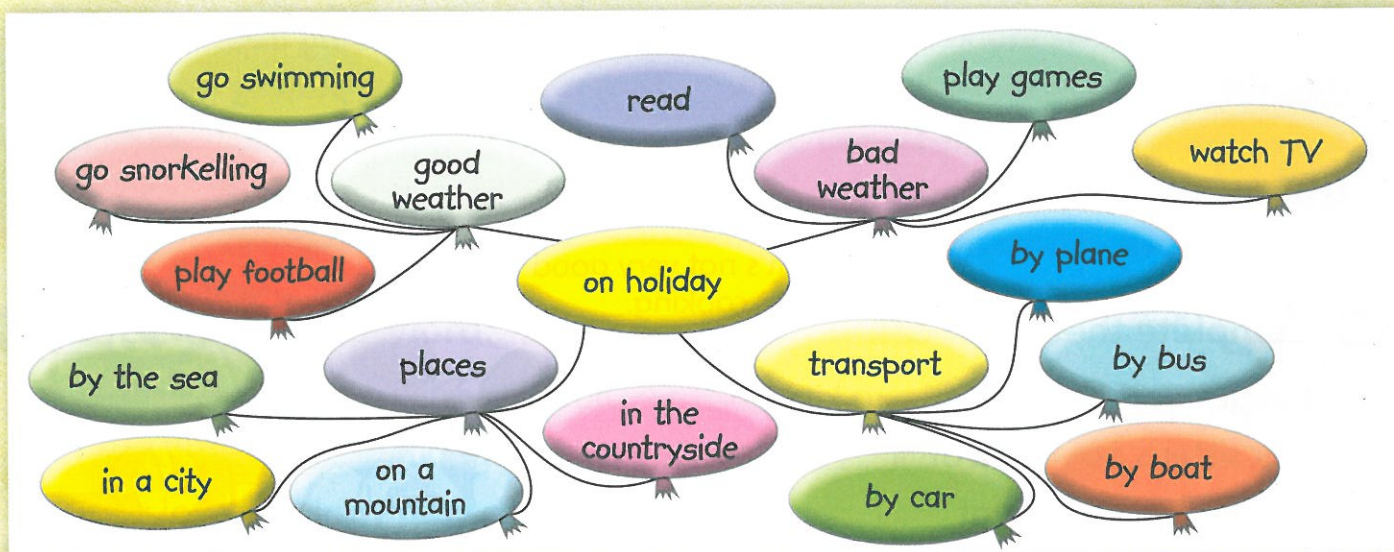 go swimming
go snorkelling
good
weather
play football
read
play games
bad
weather
watch TV
on holiday
by the sea
places
in a city
on a
mountain
in the
countryside
transport
by plane
by bus
by car
by boat